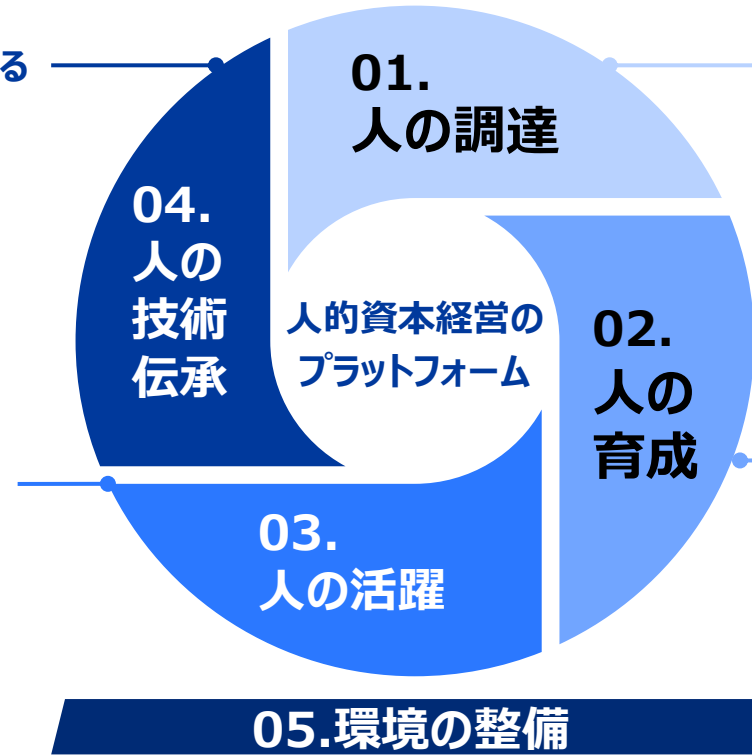 る
01.
人の調達
04.
人の
技術
伝承
人的資本経営の
プラットフォーム
02.
人の
育成
03.
人の活躍
05.環境の整備